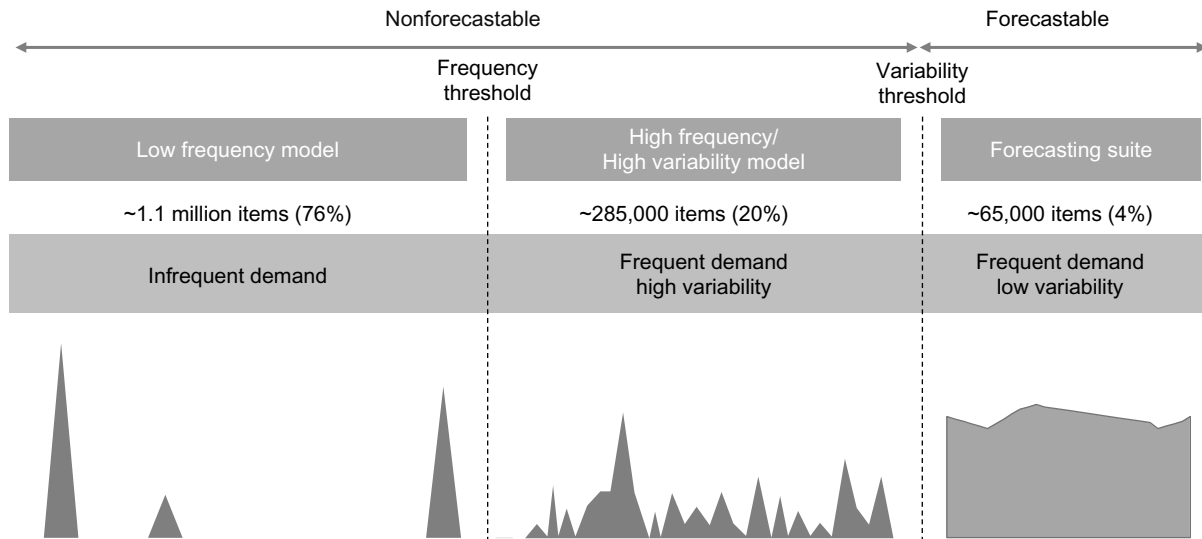 Nonforecastable
Forecastable
Frequency
threshold
Variability
threshold
Low frequency model
High frequency/
High variability model
Forecasting suite
~1.1 million items (76%)
~285,000 items (20%)
~65,000 items (4%)
Infrequent demand
Frequent demand
high variability
Frequent demand
low variability